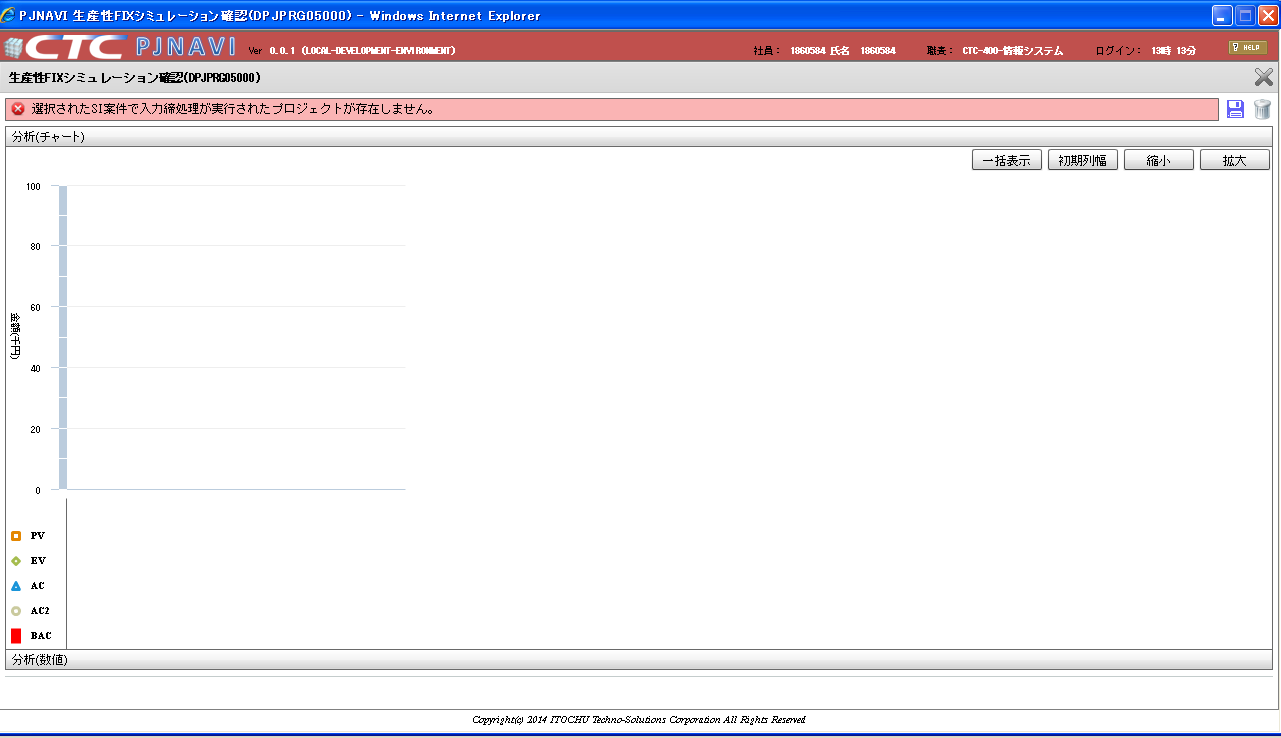 PJNAVI 生産性FIXシミュレーション確認(DPJPRG05000) - Windows Internet Explorer
CTC PJNAVI Ver 0.0.1 (LOCAL-DEVELOPMENT-ENVIRONMENT) 社員： 1860584 氏名 1860584 職責： CTC-400-情報システム ログイン： 13時 13分 ? HELP
生産性FIXシミュレーション確認(DPJPRG05000)
選択されたSI案件で入力締処理が実行されたプロジェクトが存在しません。
分析(チャート)
一括表示 初期列幅 縮小 拡大
100
80
60
金額(千円)
40
20
0
PV
EV
AC
AC2
BAC
分析(数値)
Copyright(c) 2014 ITOCHU Techno-Solutions Corporation All Rights Reserved